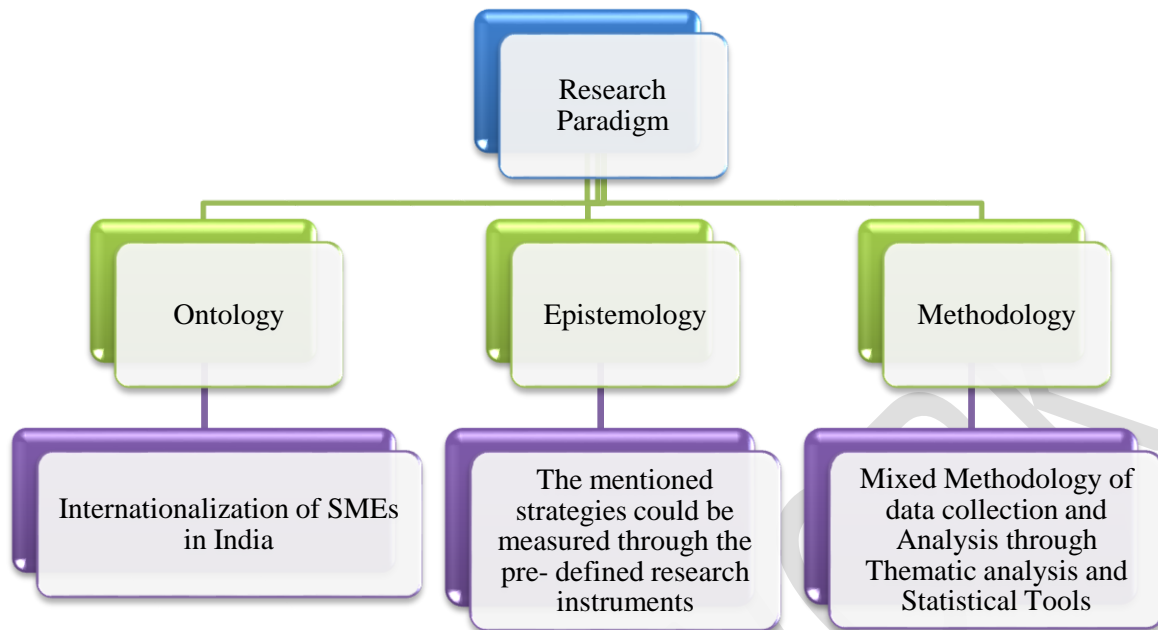 Research
Paradigm
Ontology
Epistemology
Methodology
Internationalization of SMEs
in India
The mentioned
strategies could be
measured through the
pre- defined research
instruments
Mixed Methodology of
data collection and
Analysis through
Thematic analysis and
Statistical Tools